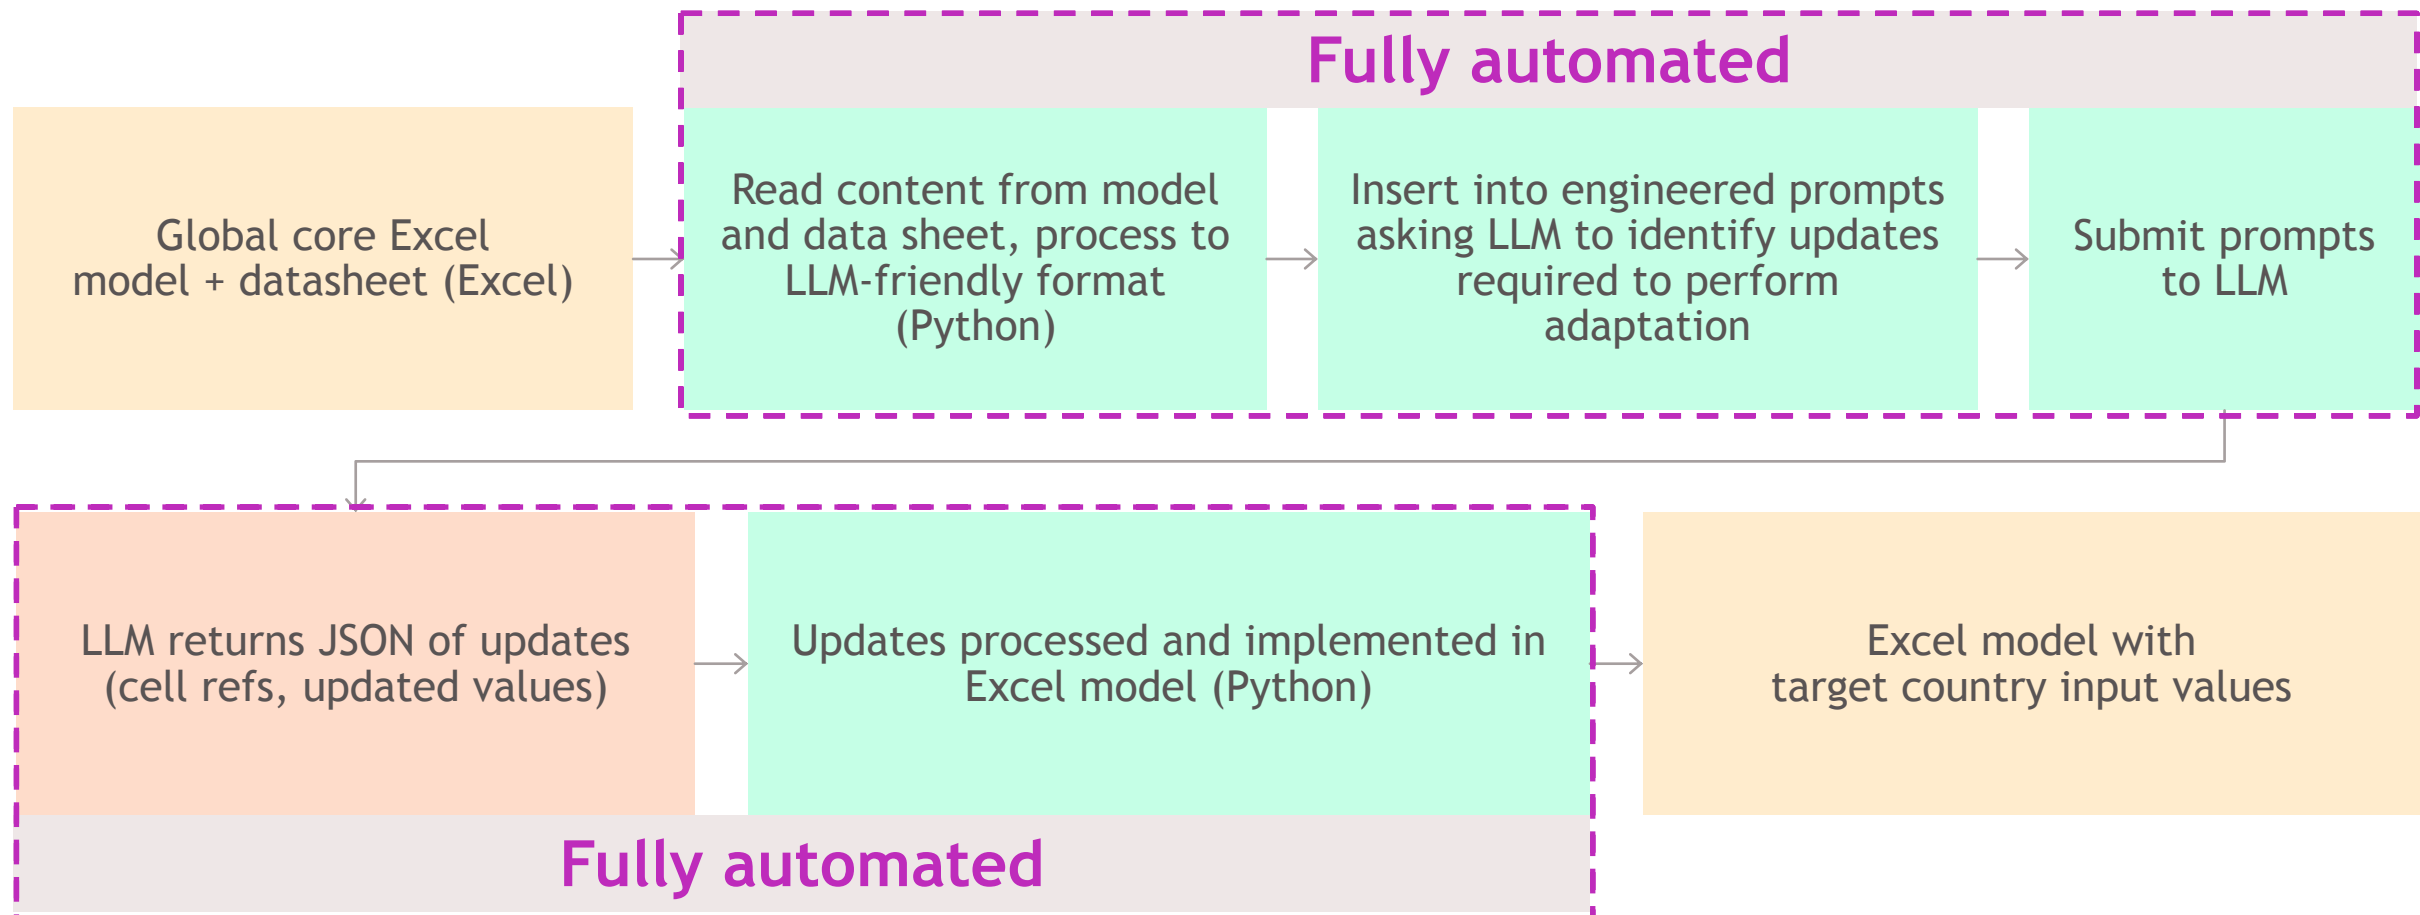 Fully automated
Global core Excel
model + datasheet (Excel)
Read content from model
and data sheet, process to
LLM-friendly format
(Python)
Insert into engineered prompts
asking LLM to identify updates
required to perform
adaptation
Submit prompts
to LLM
LLM returns JSON of updates
(cell refs, updated values)
Updates processed and implemented in
Excel model (Python)
Excel model with
target country input values
Fully automated